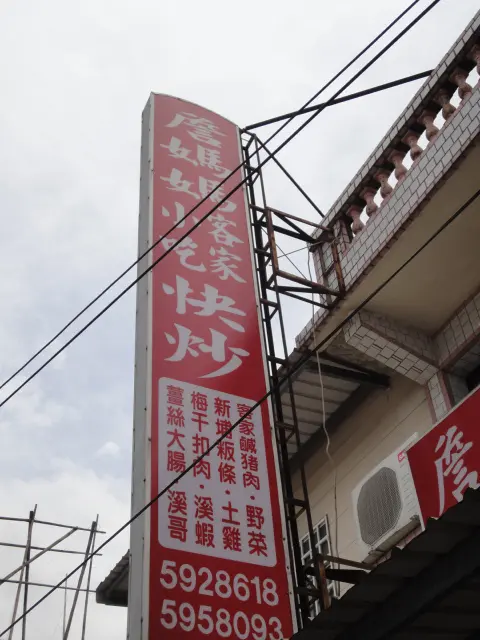 詹媽媽
客家
小吃
快炒
客家鹹猪肉・野菜
新埔粄條・土雞
梅干扣肉・溪蝦
薑絲大腸・溪哥
5928618
5958093
詹